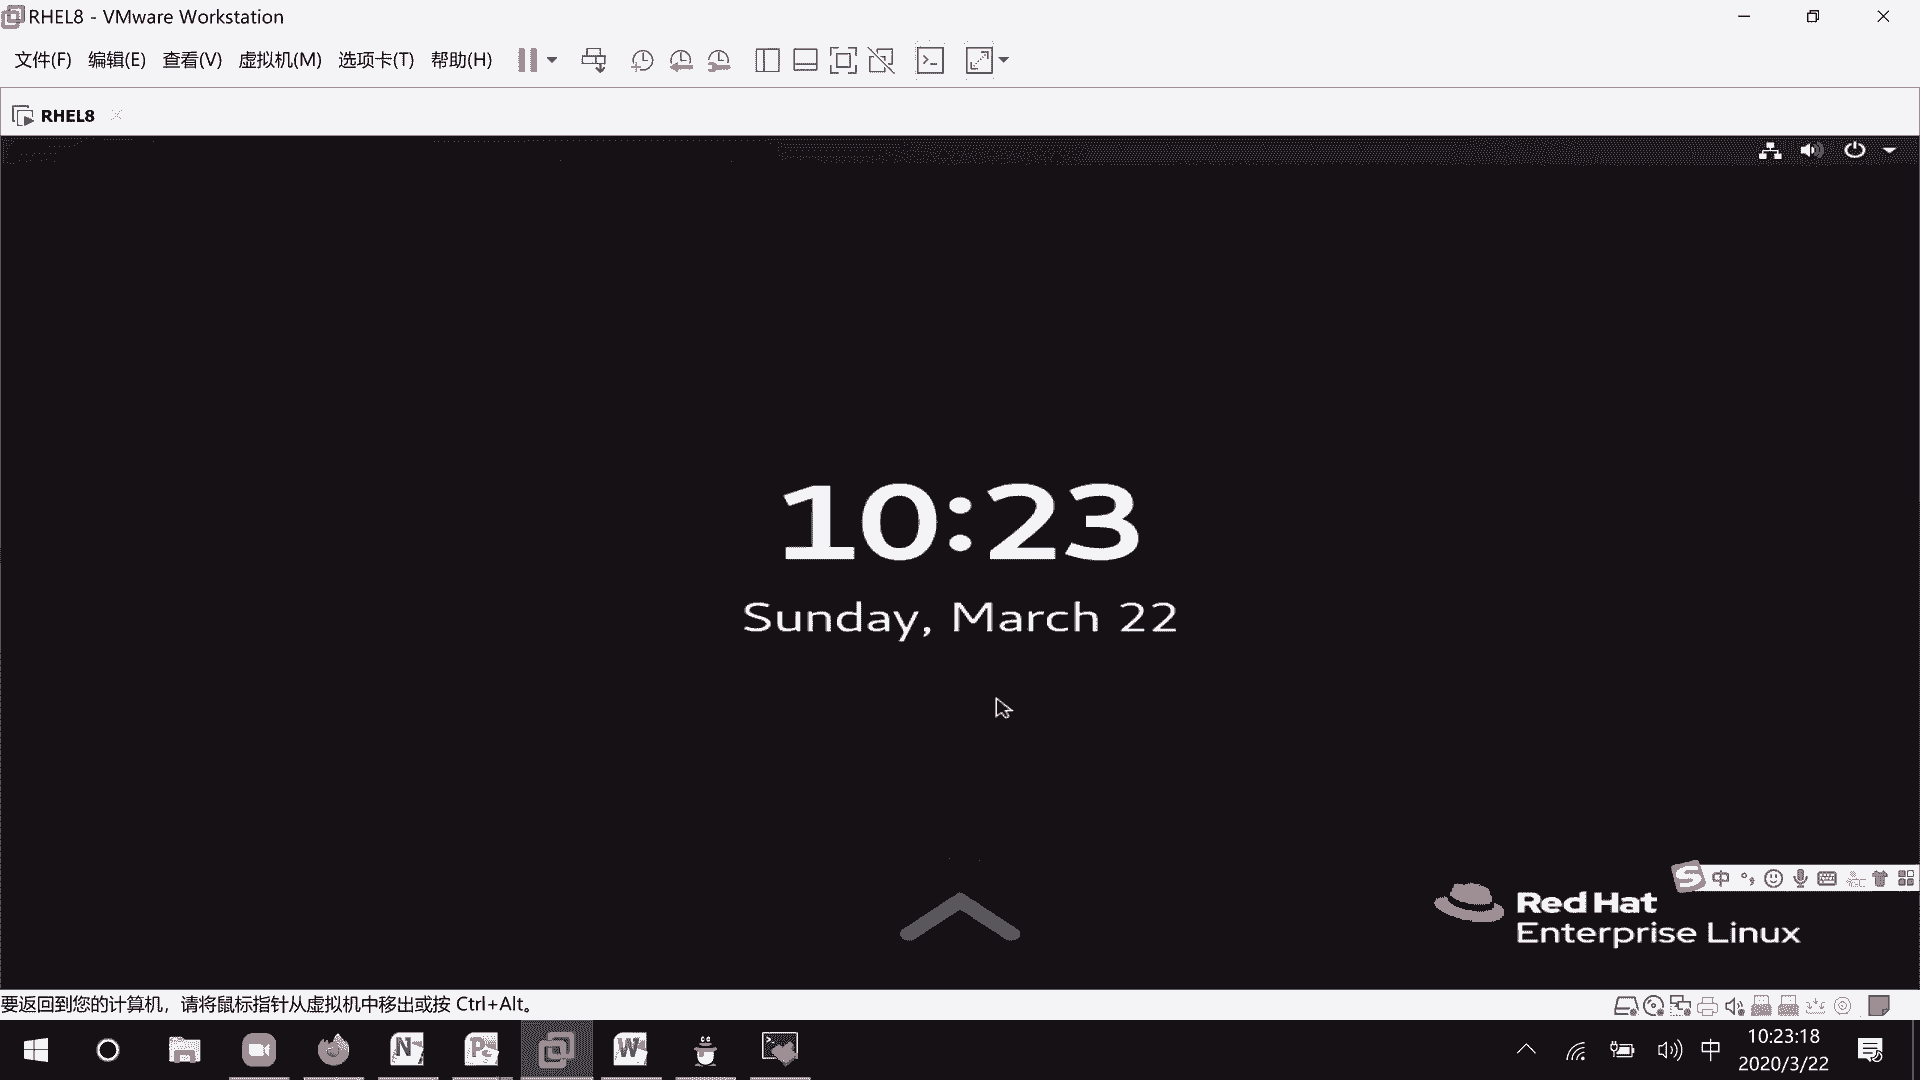 RHEL8 - VMware Workstation
文件(F) 编辑(E) 查看(V) 虚拟机(M) 选项卡(T) 帮助(H)
RHEL8
10:23
Sunday, March 22
中
Red Hat
Enterprise Linux
要返回到您的计算机，请将鼠标指针从虚拟机中移出或按 Ctrl+Alt。
中
10:23:18
2020/3/22